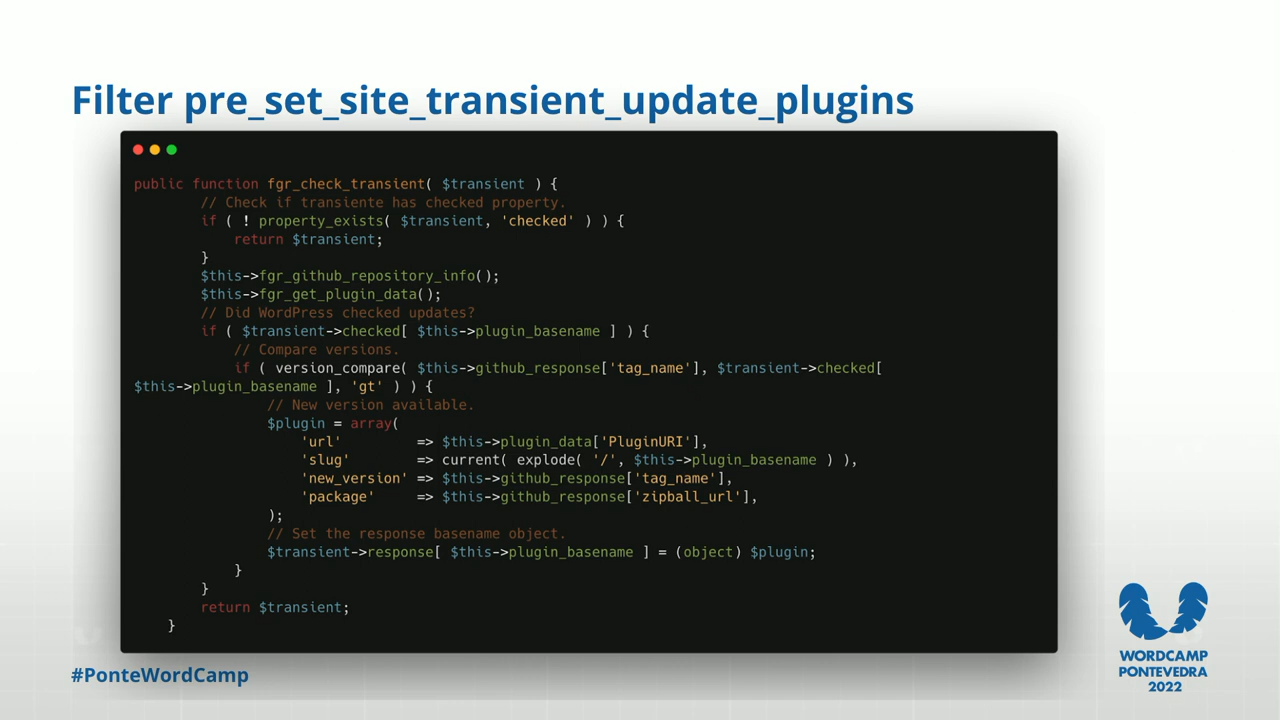 Filter pre_set_site_transient_update_plugins
public function fgr_check_transient( $transient ) {
// Check if transiente has checked property.
if ( ! property_exists( $transient, 'checked' ) ) {
return $transient;
}
$this->fgr_github_repository_info();
$this->fgr_get_plugin_data();
// Did WordPress checked updates?
if ( $transient->checked[ $this->plugin_basename ] ) {
// Compare versions.
if ( version_compare( $this->github_response['tag_name'], $transient->checked[
$this->plugin_basename ], 'gt' ) ) {
// New version available.
$plugin = array(
'url' => $this->plugin_data['PluginURI'],
'slug' => current( explode( '/', $this->plugin_basename ) ),
'new_version' => $this->github_response['tag_name'],
'package' => $this->github_response['zipball_url'],
);
// Set the response basename object.
$transient->response[ $this->plugin_basename ] = (object) $plugin;
}
}
return $transient;
}
#PonteWordCamp
WORDCAMP
PONTEVEDRA
2022